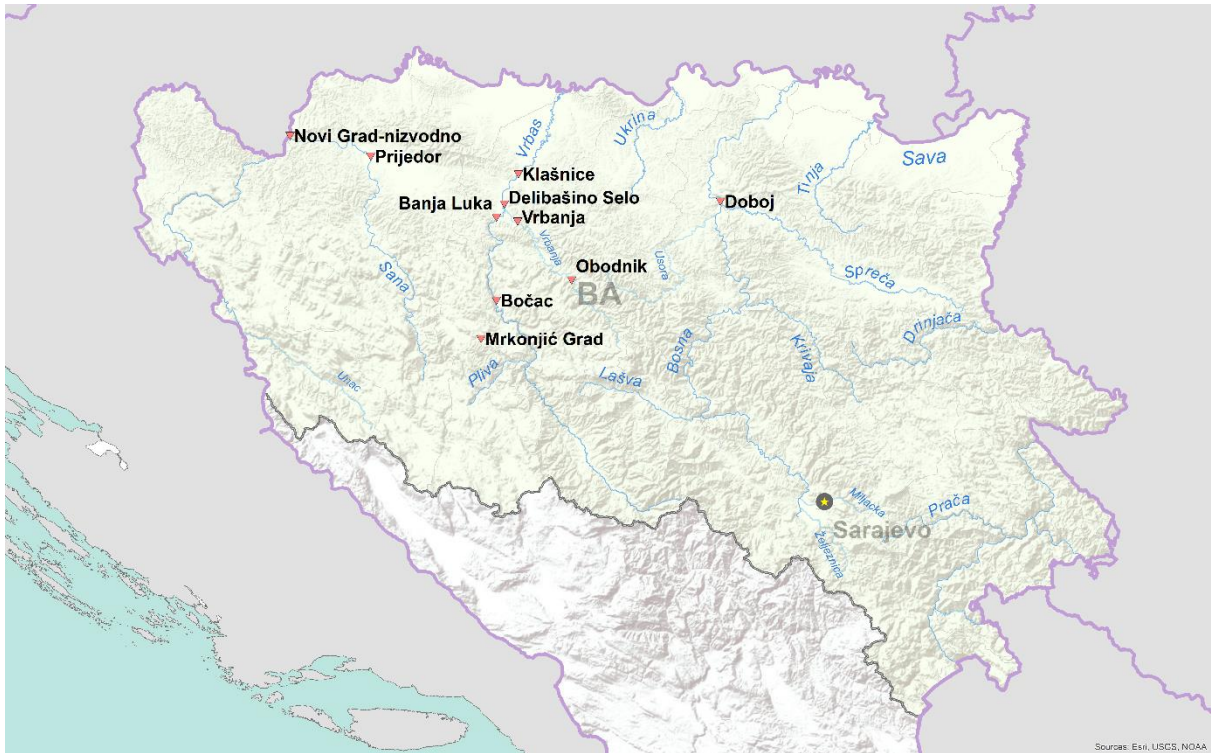 Novi Grad-nizvodno
Prijedor
Vrbas
Ukrina
Klašnice
Delibašino Selo
Banja Luka
Vrbanja
Vrbanja
Obodnik
BA
Doboj
Tinja
Sava
Usora
Spreča
Sana
Bočac
Mrkonjić Grad
Pliva
Unac
Lašva
Bosna
Krivaja
Drinjača
Miljacka
Prača
Sarajevo
Željeznica
Sources: Esri, USGS, NOAA